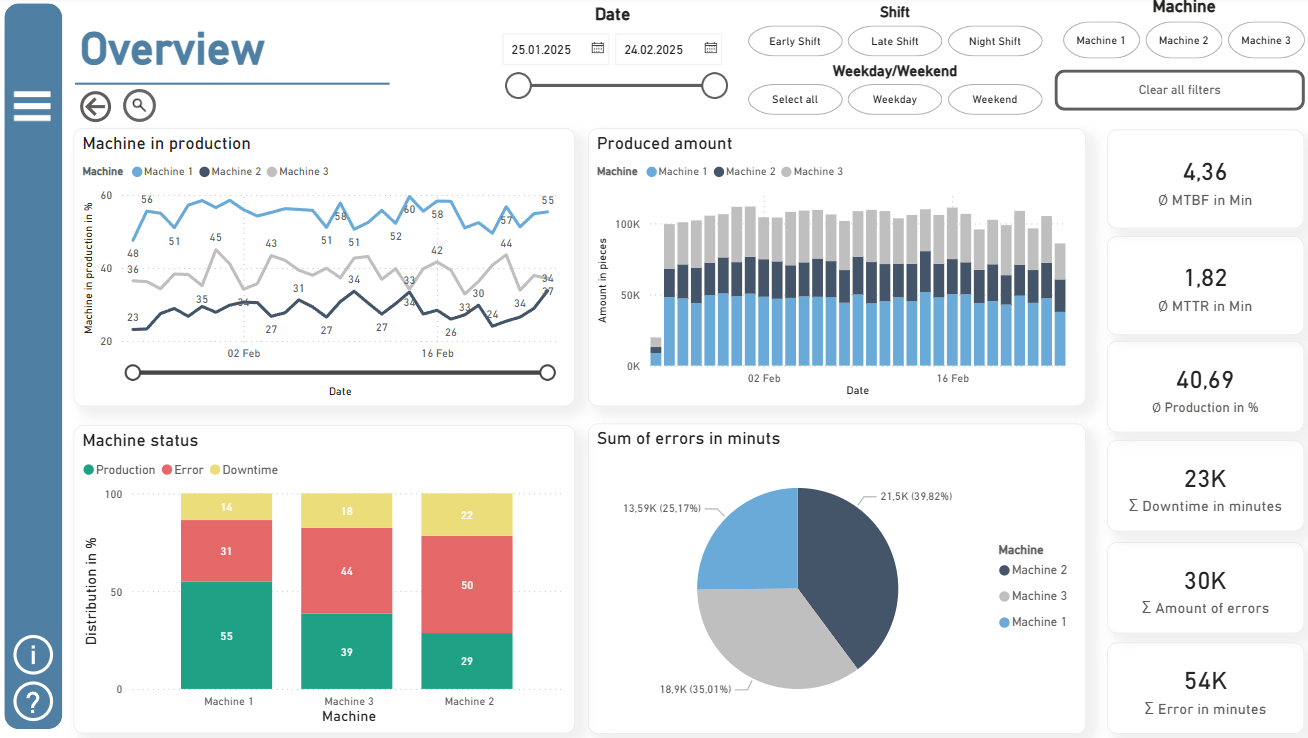 Overview
Date
25.01.2025 24.02.2025
Shift
Early Shift Late Shift Night Shift
Weekday/Weekend
Select all Weekday Weekend
Machine
Machine 1 Machine 2 Machine 3
Clear all filters
Machine in production
Machine Machine 1 Machine 2 Machine 3
Machine in production in %
60
40
20
56
55
58
60
58
57
51
51
51
52
48
36
45
43
43
42
44
33
34
37
23
35
34
27
31
27
34
27
34
26
33
30
24
34
02 Feb 16 Feb
Date
Produced amount
Machine Machine 1 Machine 2 Machine 3
Amount in pieces
100K
50K
0K
02 Feb 16 Feb
Date
4,36
Ø MTBF in Min
1,82
Ø MTTR in Min
40,69
Ø Production in %
23K
Σ Downtime in minutes
30K
Σ Amount of errors
54K
Σ Error in minutes
Machine status
Production Error Downtime
Distribution in %
100
50
0
14 18 22
31 44 50
55 39 29
Machine 1 Machine 3 Machine 2
Machine
Sum of errors in minuts
21,5K (39,82%)
13,59K (25,17%)
18,9K (35,01%)
Machine
Machine 2
Machine 3
Machine 1
i
?